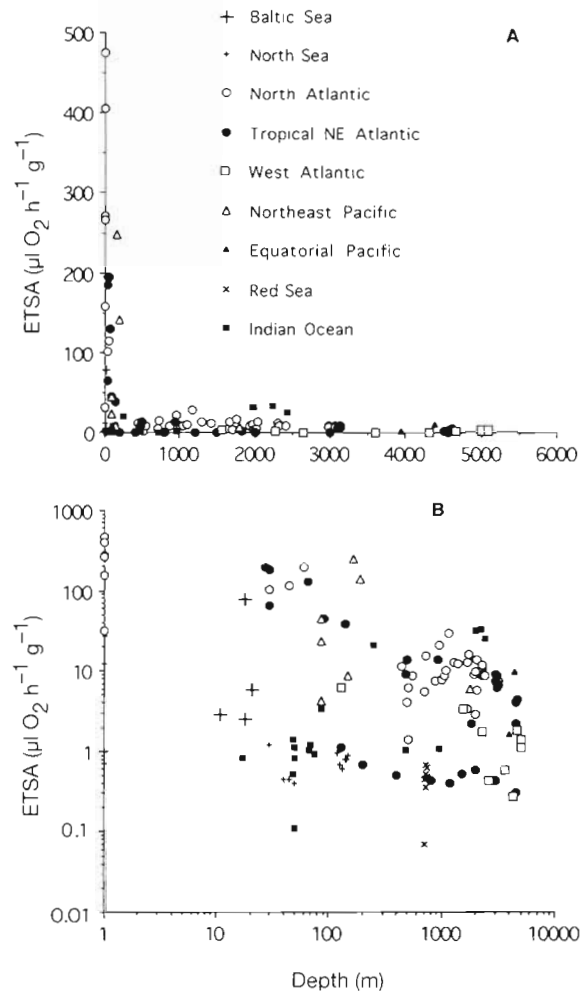 A
Baltic Sea
North Sea
North Atlantic
Tropical NE Atlantic
West Atlantic
Northeast Pacific
Equatorial Pacific
Red Sea
Indian Ocean
ETSA (µl O₂ h⁻¹ g⁻¹)
500
400
300
200
100
0
0 1000 2000 3000 4000 5000 6000
B
ETSA (µl O₂ h⁻¹ g⁻¹)
1000
100
10
1
0.1
0.01
1 10 100 1000 10000
Depth (m)